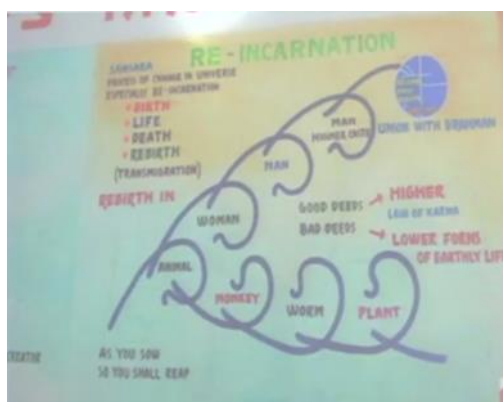 RE-INCARNATION
SAMSARA
PROCESS OF CHANGE IN UNIVERSE
ESPECIALLY RE-INCARNATION
• BIRTH
• LIFE
• DEATH
• REBIRTH
(TRANSMIGRATION)
REBIRTH IN
MAN
HIGHER CASTE
UNION WITH BRAHMAN
MAN
WOMAN
GOOD DEEDS → HIGHER
LAW OF KARMA
BAD DEEDS → LOWER FORMS
OF EARTHLY LIFE
ANIMAL
MONKEY
WORM
PLANT
AS YOU SOW
SO YOU SHALL REAP